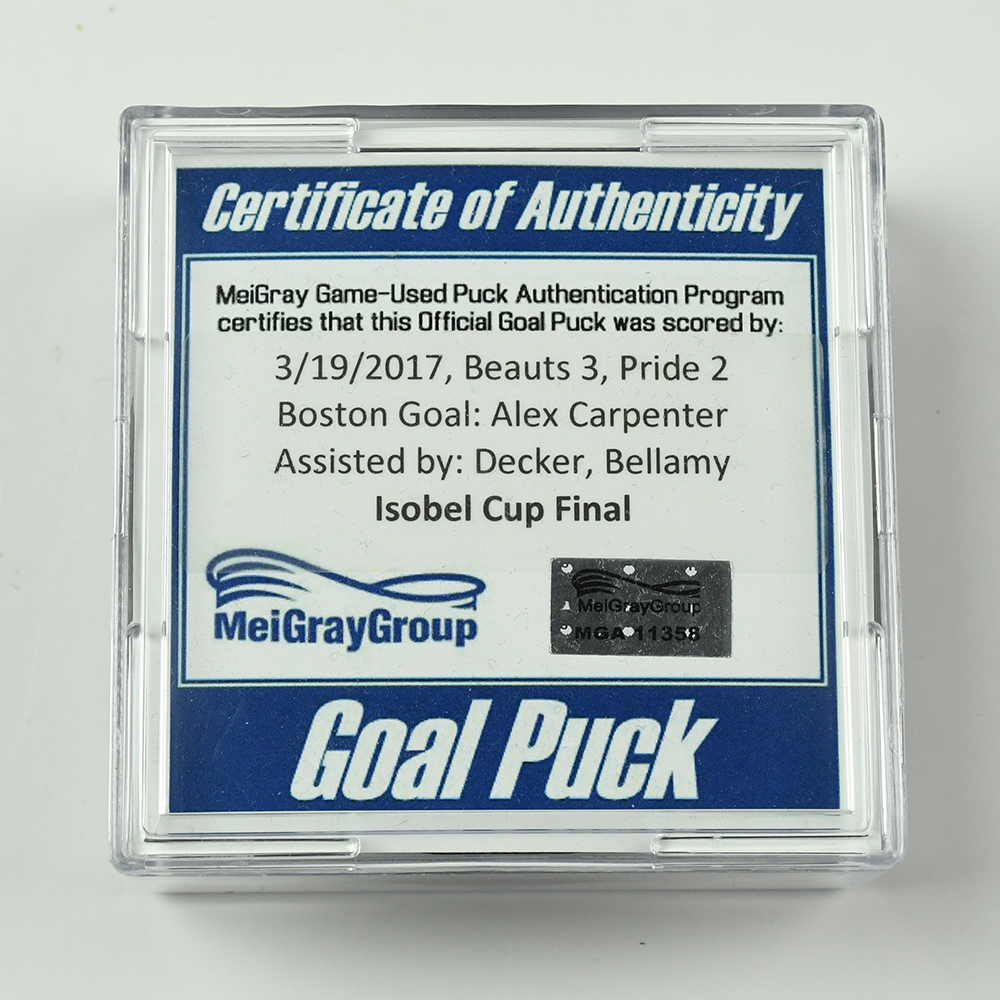 Certificate of Authenticity
MeiGray Game-Used Puck Authentication Program
certifies that this Official Goal Puck was scored by:
3/19/2017, Beauts 3, Pride 2
Boston Goal: Alex Carpenter
Assisted by: Decker, Bellamy
Isobel Cup Final
MeiGrayGroup
MeiGrayGroup
MGA 11358
Goal Puck